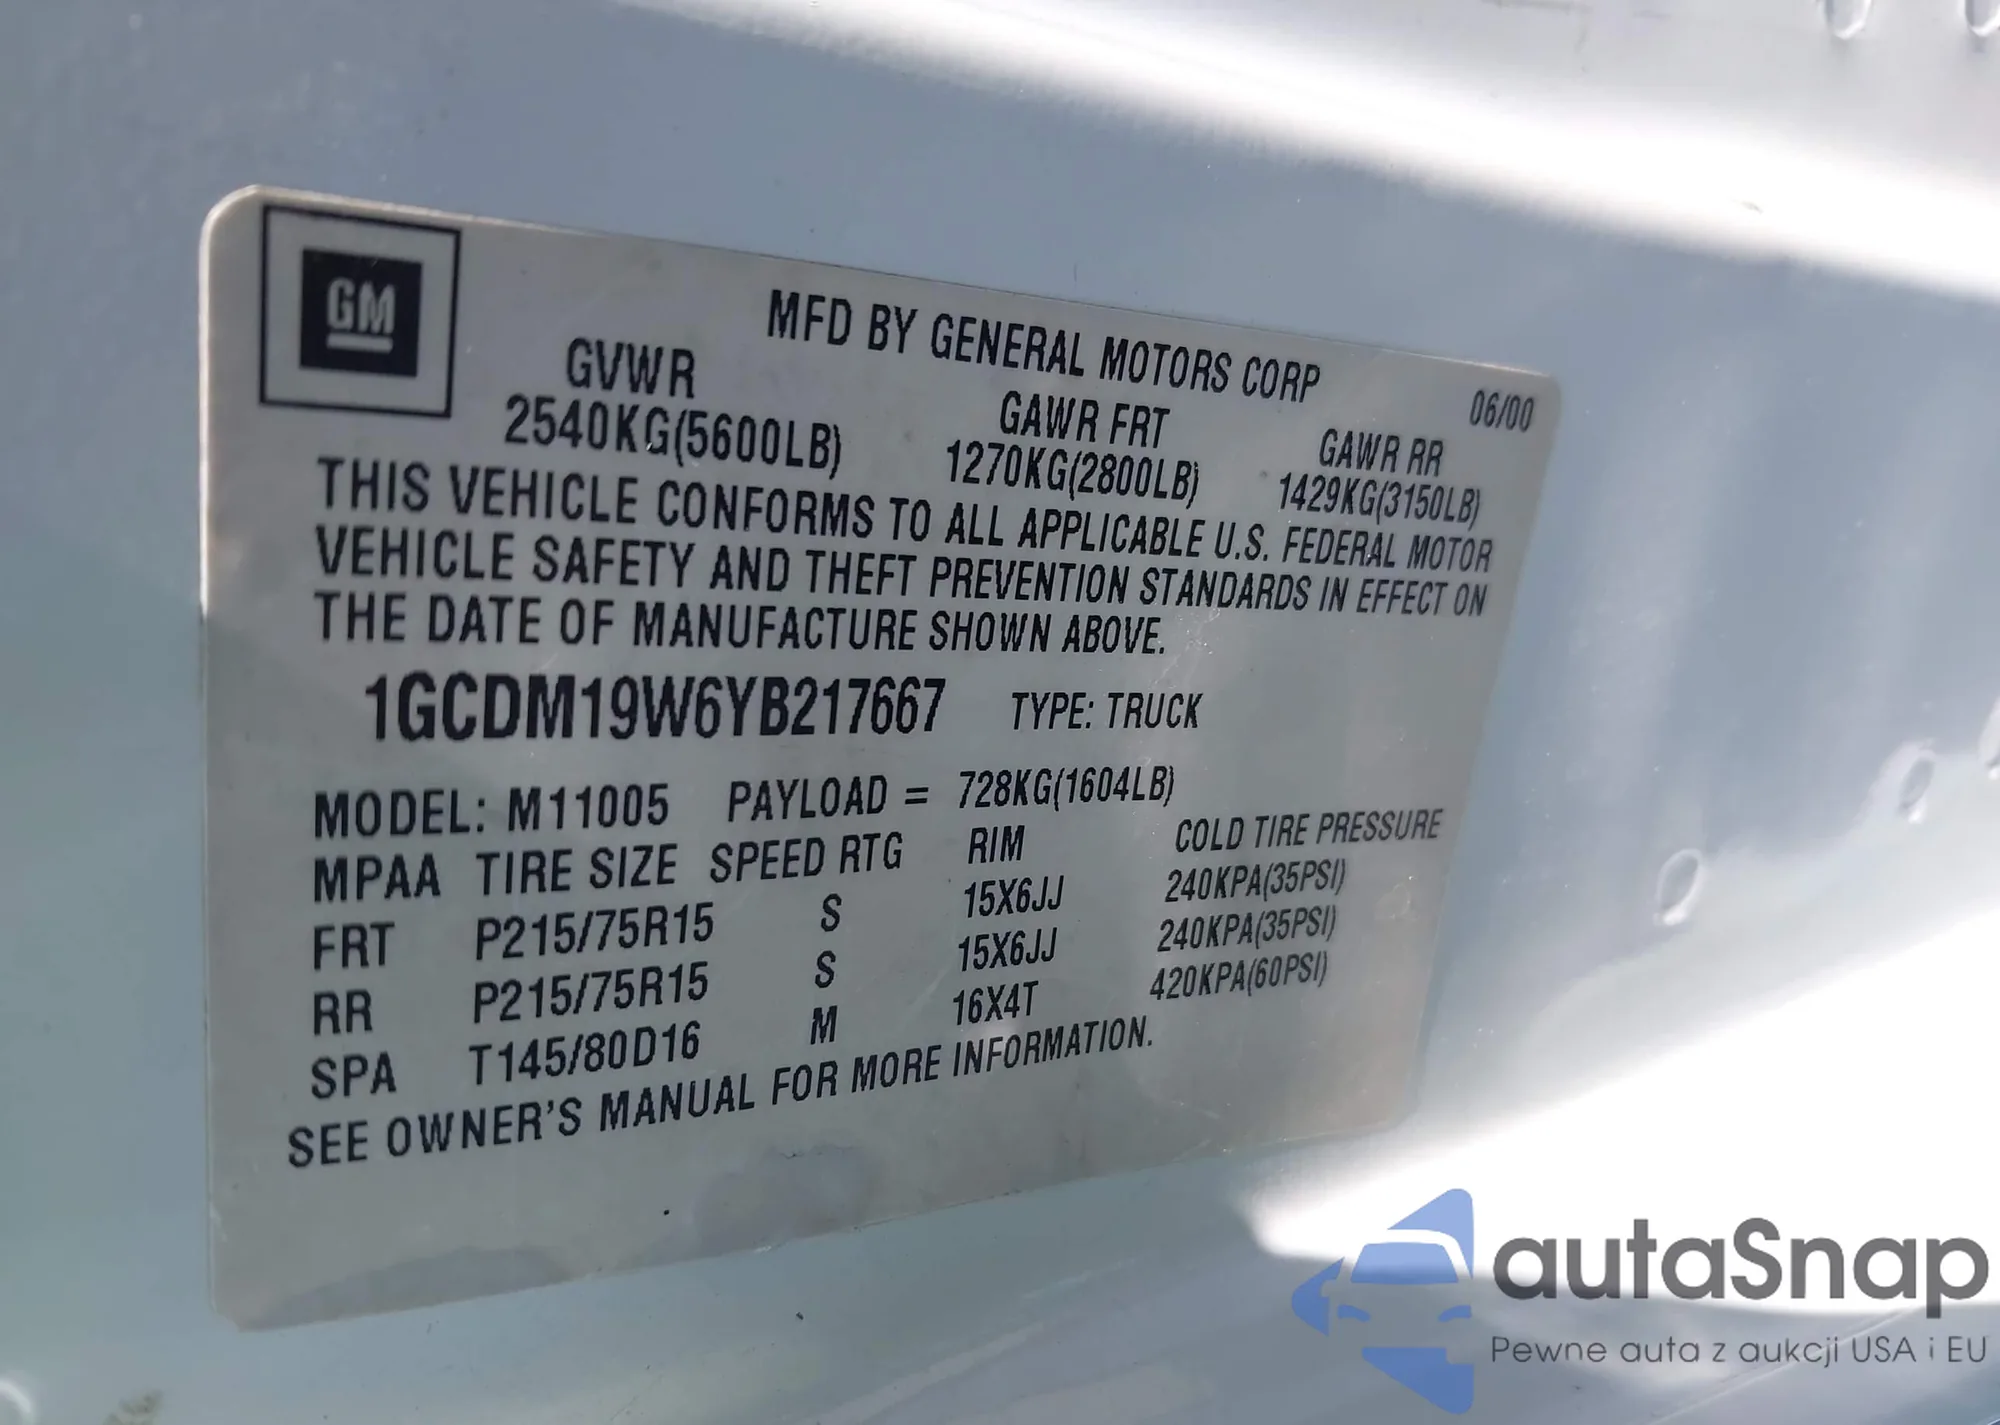 GM
MFD BY GENERAL MOTORS CORP
06/00
GVWR GAWR FRT GAWR RR
2540KG(5600LB) 1270KG(2800LB) 1429KG(3150LB)
THIS VEHICLE CONFORMS TO ALL APPLICABLE U.S. FEDERAL MOTOR
VEHICLE SAFETY AND THEFT PREVENTION STANDARDS IN EFFECT ON
THE DATE OF MANUFACTURE SHOWN ABOVE.
1GCDM19W6YB217667 TYPE: TRUCK
MODEL: M11005 PAYLOAD = 728KG(1604LB)
MPAA TIRE SIZE SPEED RTG RIM COLD TIRE PRESSURE
FRT P215/75R15 S 15X6JJ 240KPA(35PSI)
RR P215/75R15 S 15X6JJ 240KPA(35PSI)
SPA T145/80D16 M 16X4T 420KPA(60PSI)
SEE OWNER'S MANUAL FOR MORE INFORMATION.
autaSnap
Pewne auta z aukcji USA i EU